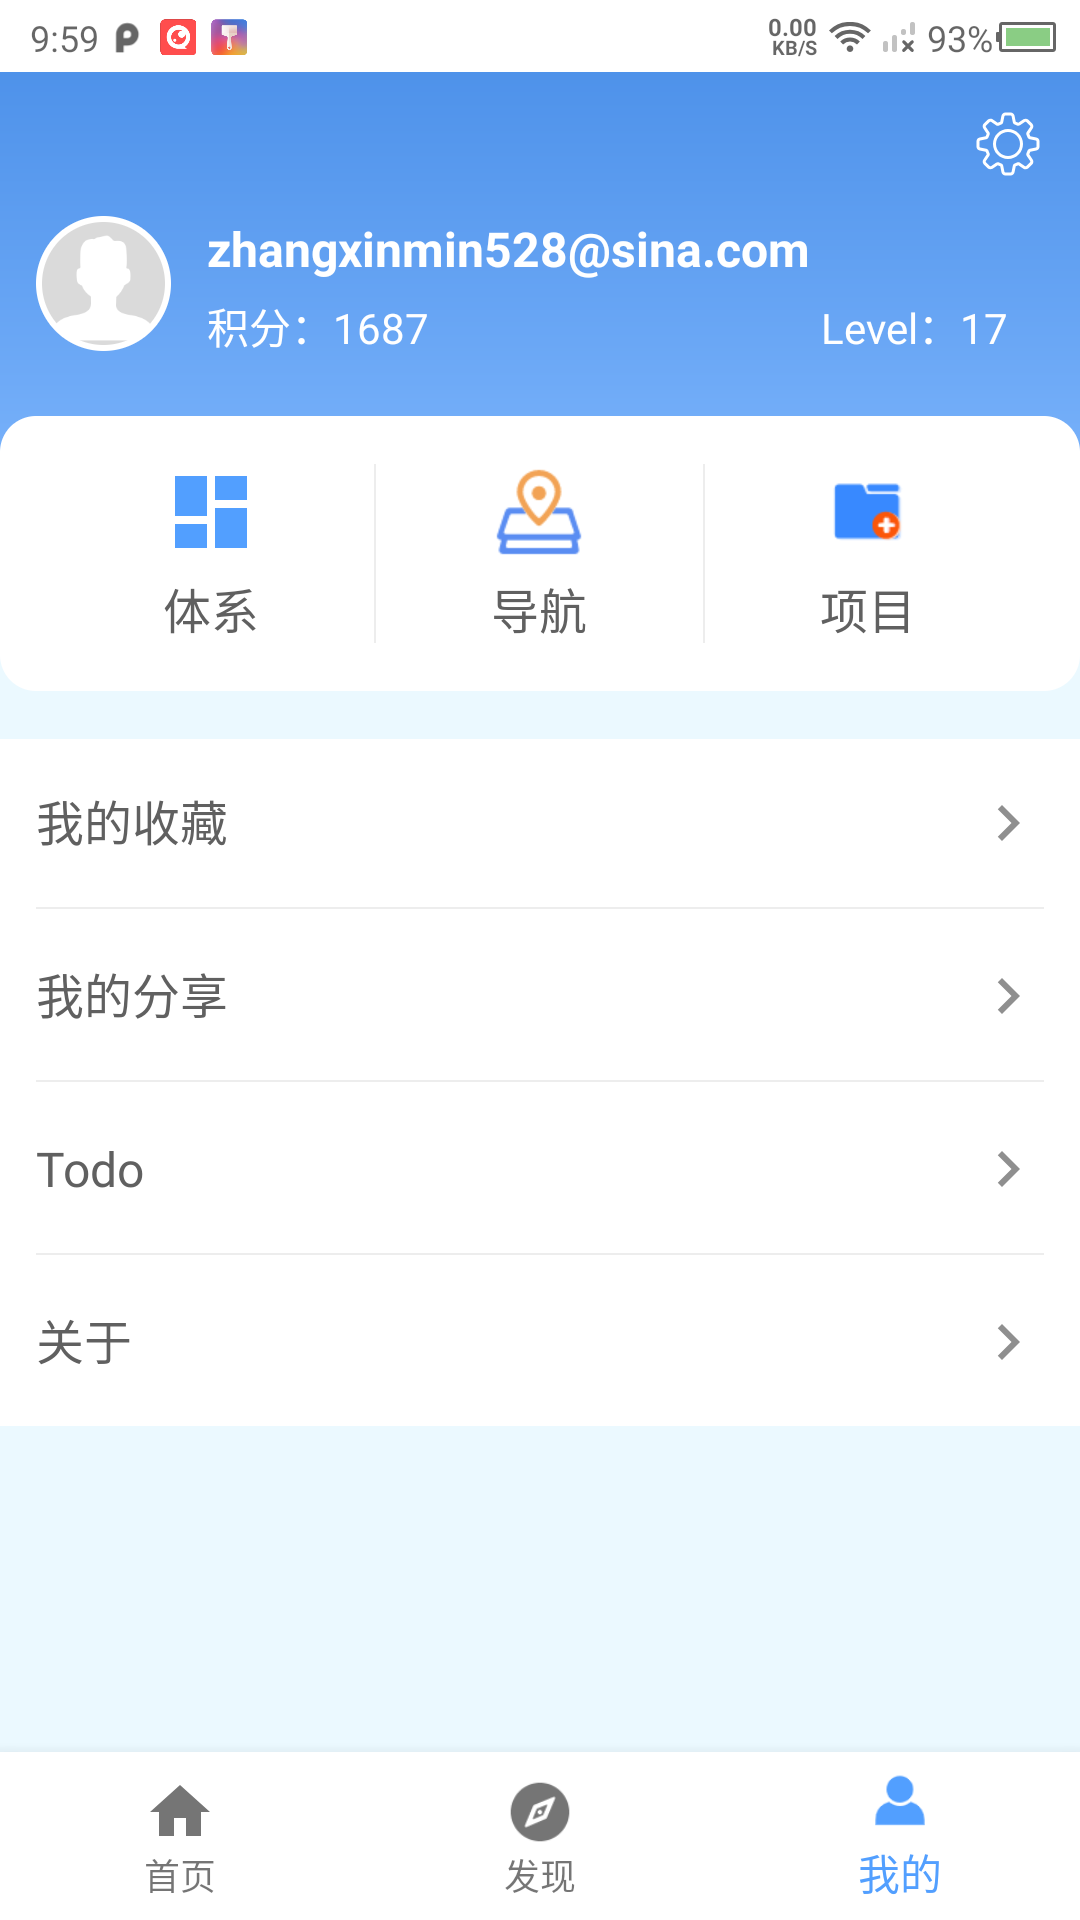 9:59
0.00 KB/S
93%
zhangxinmin528@sina.com
积分：1687
Level：17
体系
导航
项目
我的收藏
我的分享
Todo
关于
首页
发现
我的